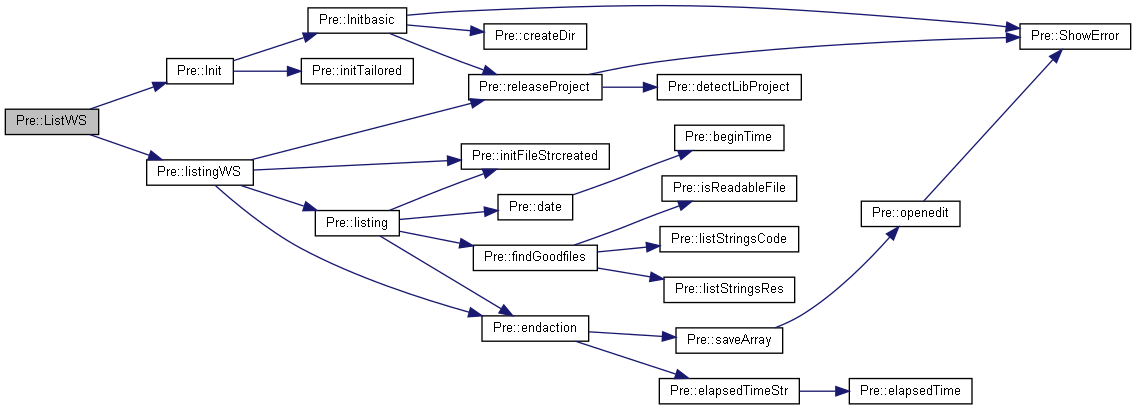 Pre::ListWS
Pre::Init
Pre::listingWS
Pre::Initbasic
Pre::initTailored
Pre::createDir
Pre::releaseProject
Pre::ShowError
Pre::detectLibProject
Pre::initFileStrcreated
Pre::listing
Pre::date
Pre::beginTime
Pre::findGoodfiles
Pre::isReadableFile
Pre::listStringsCode
Pre::listStringsRes
Pre::endaction
Pre::saveArray
Pre::openedit
Pre::elapsedTimeStr
Pre::elapsedTime